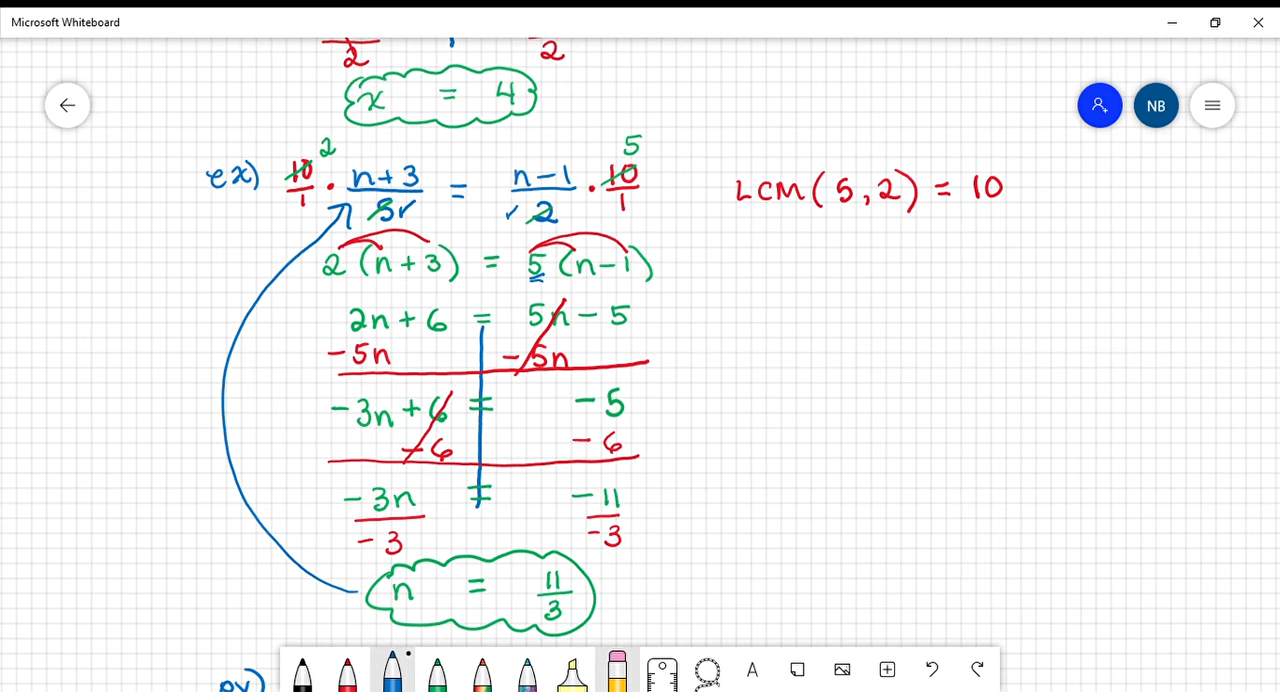 Microsoft Whiteboard
2 2
x = 4
NB
2 5
ex) 10/1 · n+3/5 = n-1/2 · 10/1 LCM(5,2) = 10
2(n+3) = 5(n-1)
2n+6 = 5n-5
-5n -5n
-3n+6 = -5
-6 -6
-3n = -11
-3 -3
n = 11/3
A